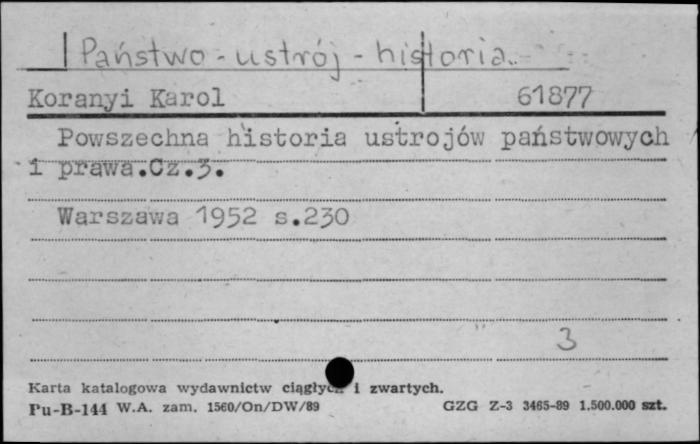 Państwo - ustrój - historia.
Koranyi Karol 61877
Powszechna historia ustrojów państwowych
i prawa.Cz.3.
Warszawa 1952 s.230
3
Karta katalogowa wydawnictw ciągłych i zwartych.
Pu-B-144 W.A. zam. 1560/On/DW/89 GZG Z-3 3465-89 1.500.000 szt.